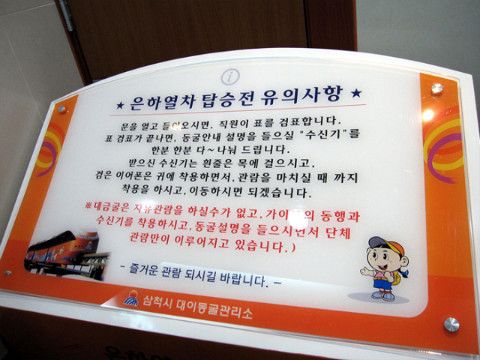 ★ 은하열차 탑승전 유의사항 ★
문을 열고 들어오시면, 직원이 표를 검표합니다.
표 검표가 끝나면, 동굴안내 설명을 들으실 "수신기"를
한분 한분 다~나눠 드립니다.
받으신 수신기는 흰줄은 목에 걸으시고,
검은 이어폰은 귀에 착용하면서, 관람을 마치실 때 까지
착용을 하시고, 이동하시면 되겠습니다.
※대금굴은 자유관람을 하실수가 없고, 가이드의 동행과
수신기를 착용하시고, 동굴설명을 들으시면서 단체
관람만이 이루어지고 있습니다.)
- 즐거운 관람 되시길 바랍니다. -
삼척시 대이동굴관리소